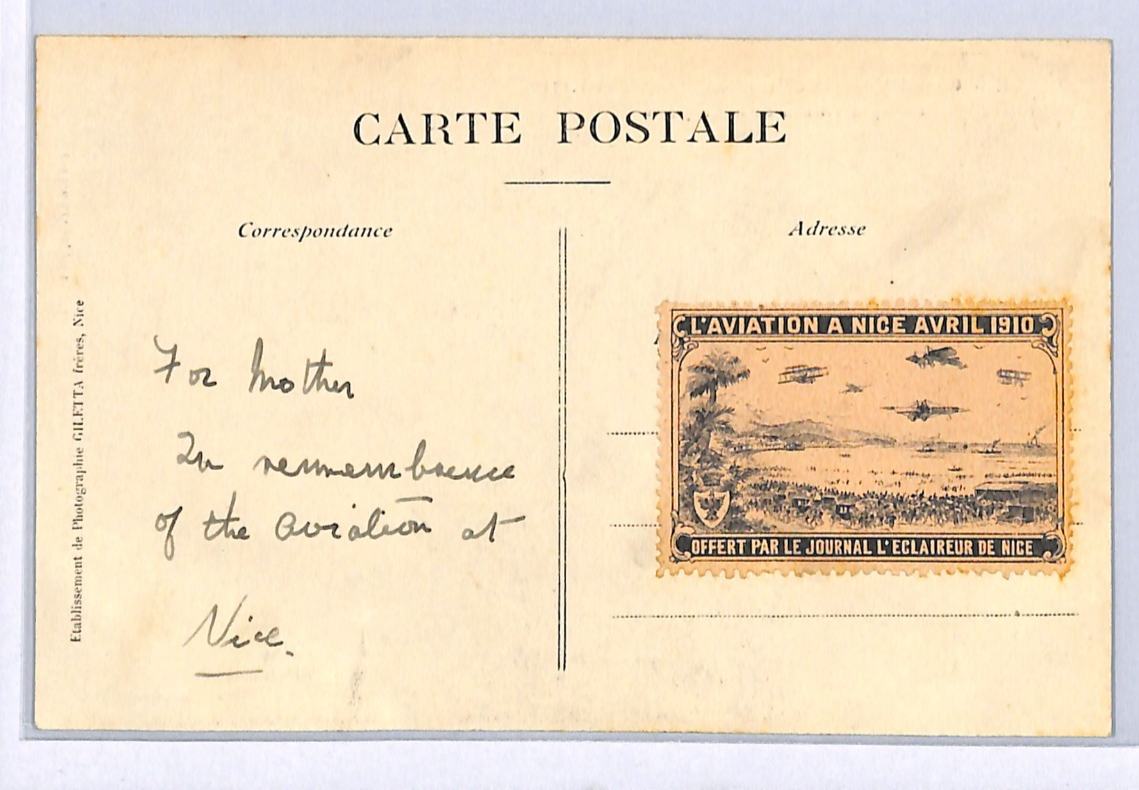 CARTE POSTALE
Correspondance
Adresse
Etablissement de Photographie GILETTA frères, Nice
For Mother
In remembrance
of the aviation at
Nice.
L'AVIATION A NICE AVRIL 1910
OFFERT PAR LE JOURNAL L'ECLAIREUR DE NICE